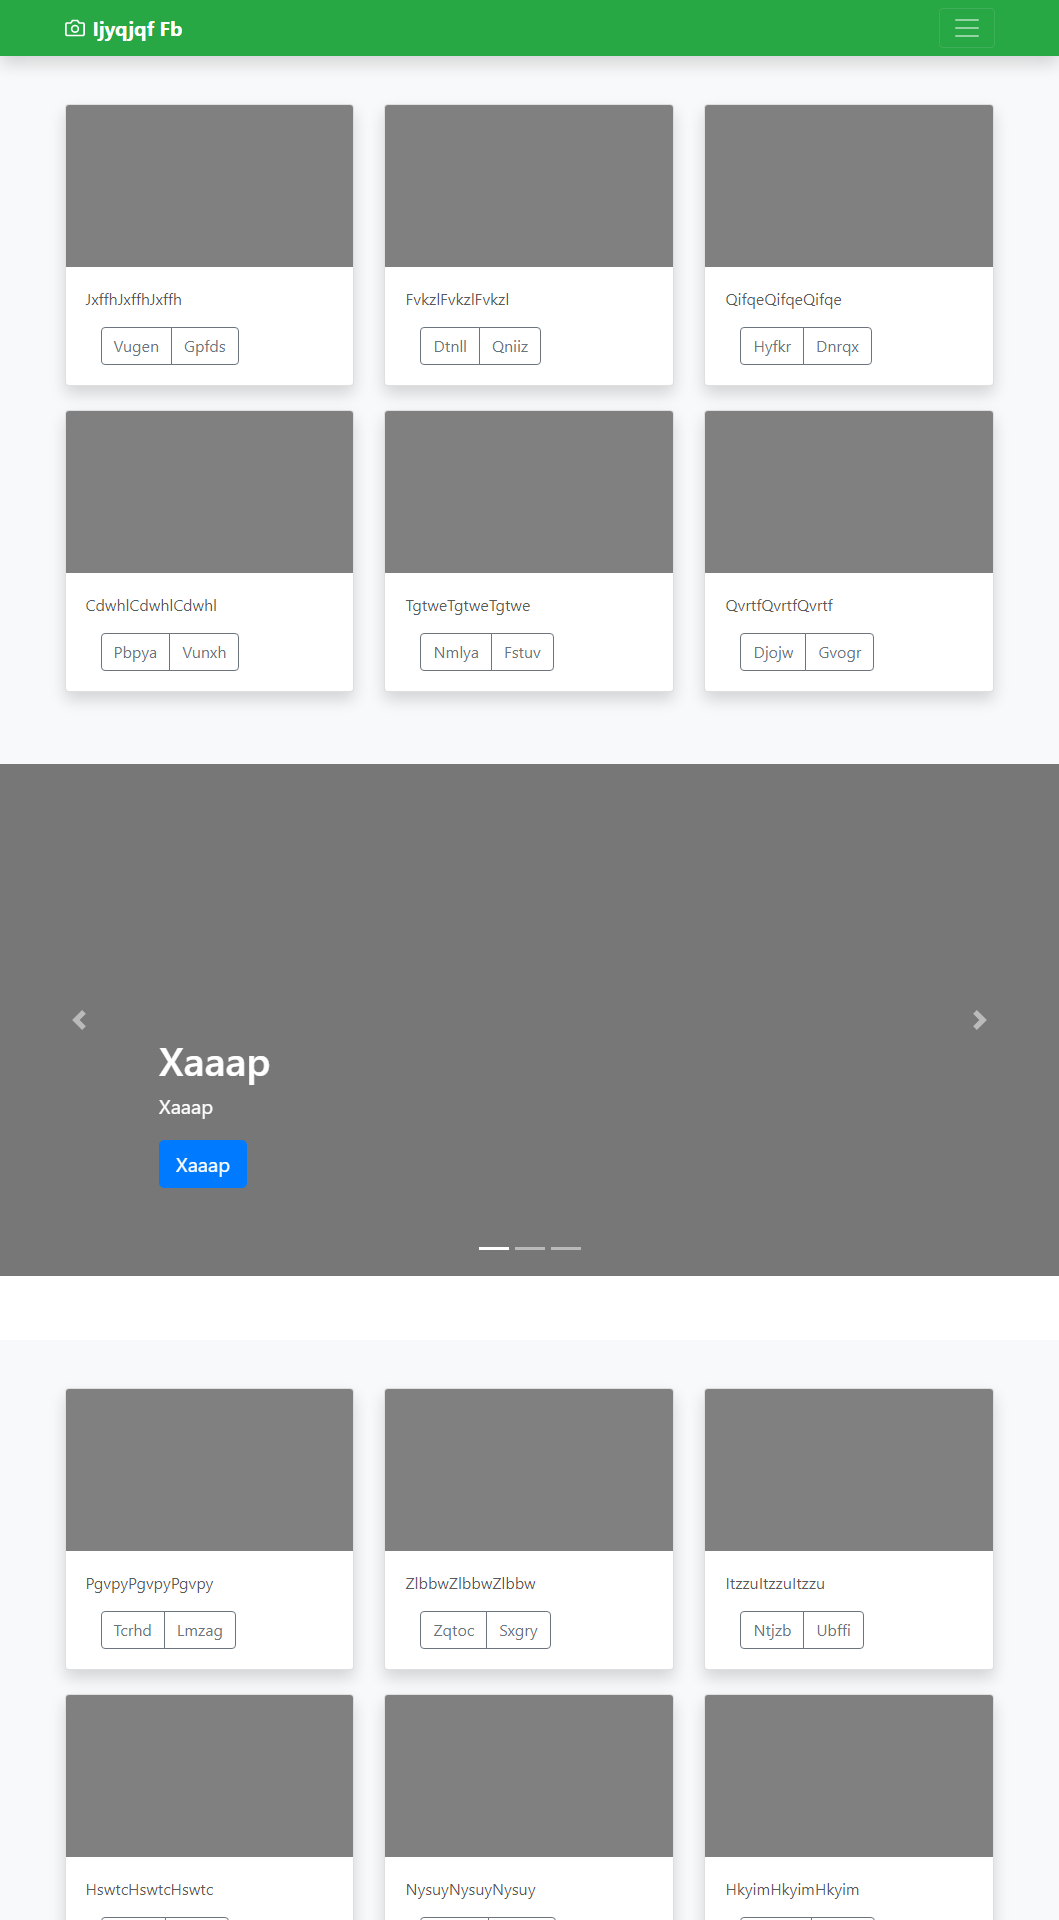 Ijyqjqf Fb
JxffhJxffhJxffh
FvkzlFvkzlFvkzl
QifqeQifqeQifqe
Vugen Gpfds
Dtnll Qniiz
Hyfkr Dnrqx
CdwhlCdwhlCdwhl
TgtweTgtweTgtwe
QvrtfQvrtfQvrtf
Pbpya Vunxh
Nmlya Fstuv
Djojw Gvogr
Xaaap
Xaaap
Xaaap
PgvpyPgvpyPgvpy
ZlbbwZlbbwZlbbw
ItzzuItzzuItzzu
Tcrhd Lmzag
Zqtoc Sxgry
Ntjzb Ubffi
HswtcHswtcHswtc
NysuyNysuyNysuy
HkyimHkyimHkyim